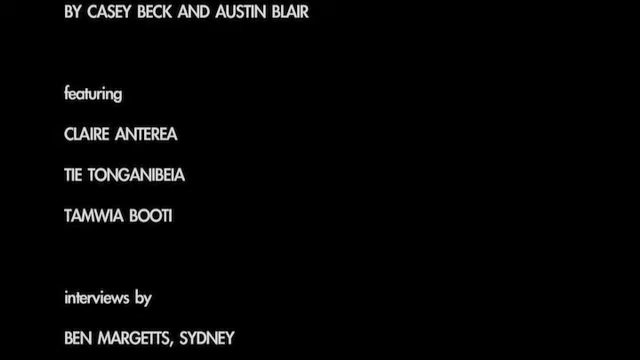 BY CASEY BECK AND AUSTIN BLAIR
featuring
CLAIRE ANTEREA
TIE TONGANIBEIA
TAMWIA BOOTI
interviews by
BEN MARGETTS, SYDNEY